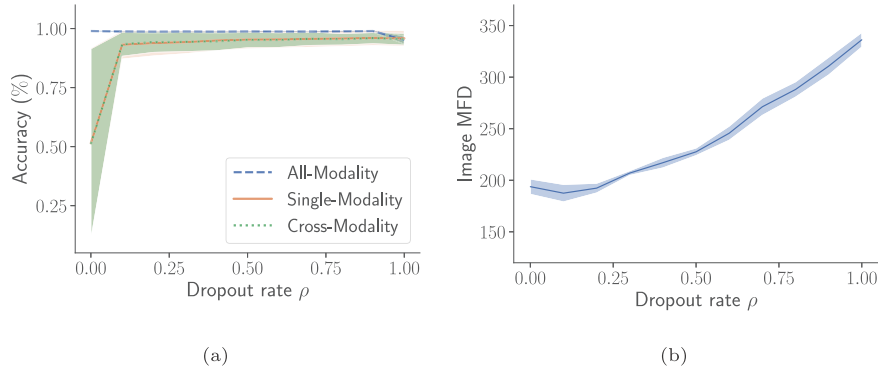 1.00
0.75
0.50
0.25
Accuracy (%)
All-Modality
Single-Modality
Cross-Modality
0.00 0.25 0.50 0.75 1.00
Dropout rate ρ
(a)
350
300
250
200
150
Image MFD
0.00 0.25 0.50 0.75 1.00
Dropout rate ρ
(b)